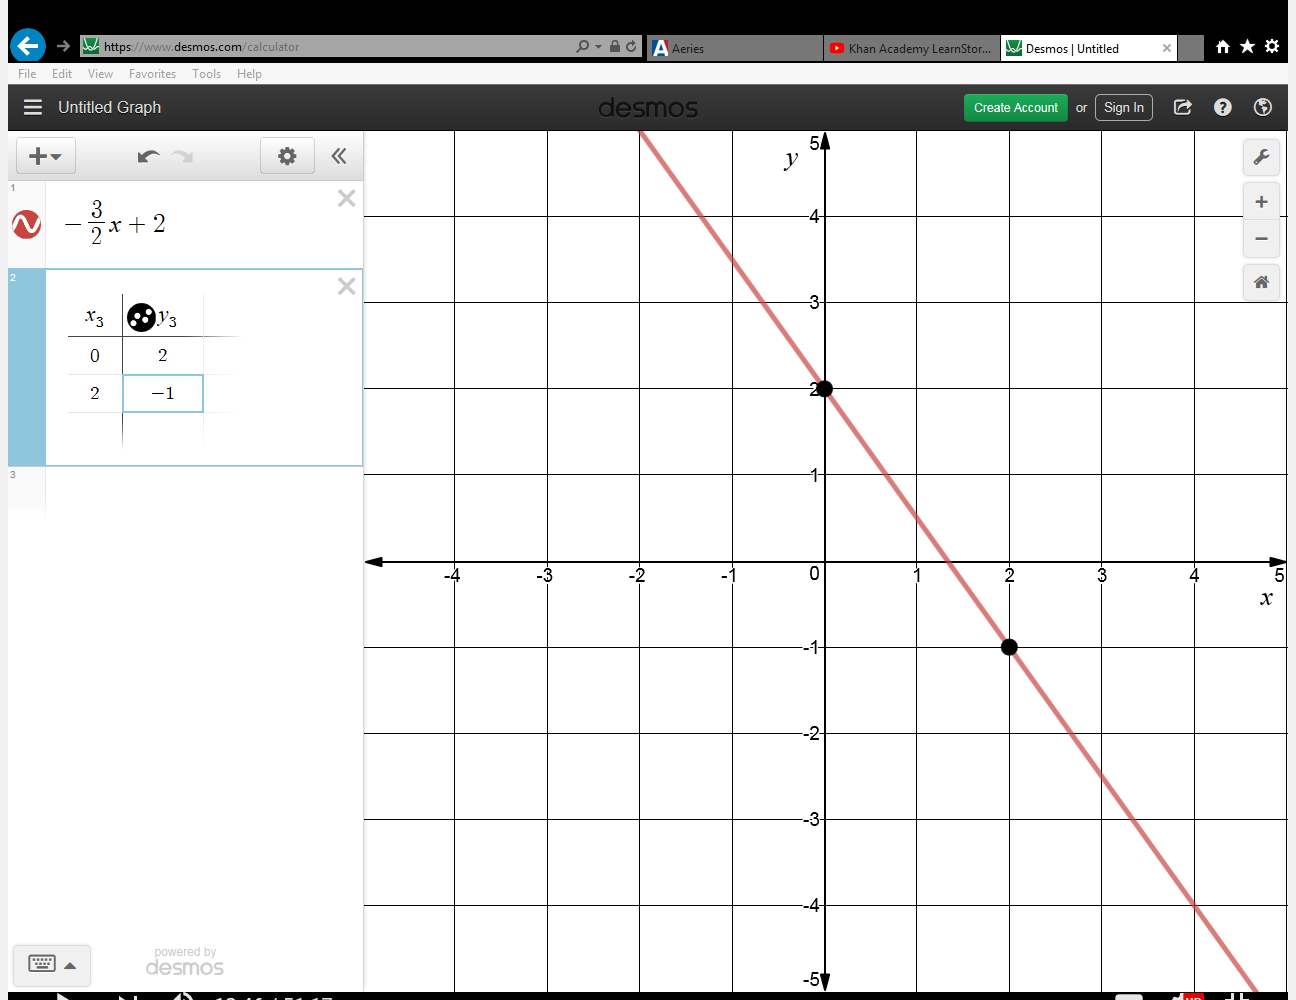 https://www.desmos.com/calculator
Aeries
Khan Academy LearnStor...
Desmos | Untitled
File Edit View Favorites Tools Help
Untitled Graph
desmos
Create Account or Sign In
1
−3/2x + 2
2
x3 y3
0 2
2 −1
3
y
5
4
3
2
1
-4 -3 -2 -1 0 1 2 3 4 5
x
-1
-2
-3
-4
-5
powered by
desmos